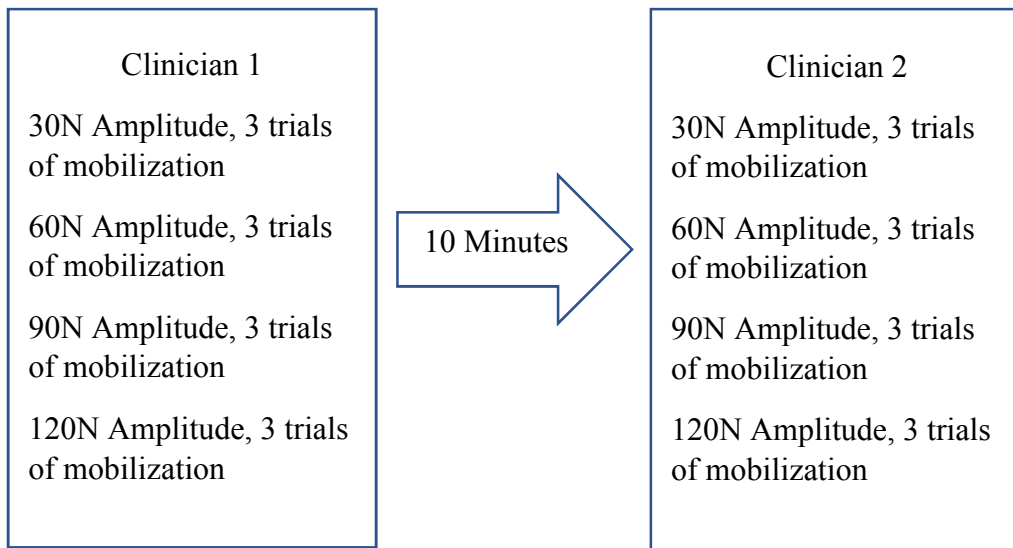 Clinician 1
30N Amplitude, 3 trials
of mobilization
60N Amplitude, 3 trials
of mobilization
90N Amplitude, 3 trials
of mobilization
120N Amplitude, 3 trials
of mobilization
10 Minutes
Clinician 2
30N Amplitude, 3 trials
of mobilization
60N Amplitude, 3 trials
of mobilization
90N Amplitude, 3 trials
of mobilization
120N Amplitude, 3 trials
of mobilization